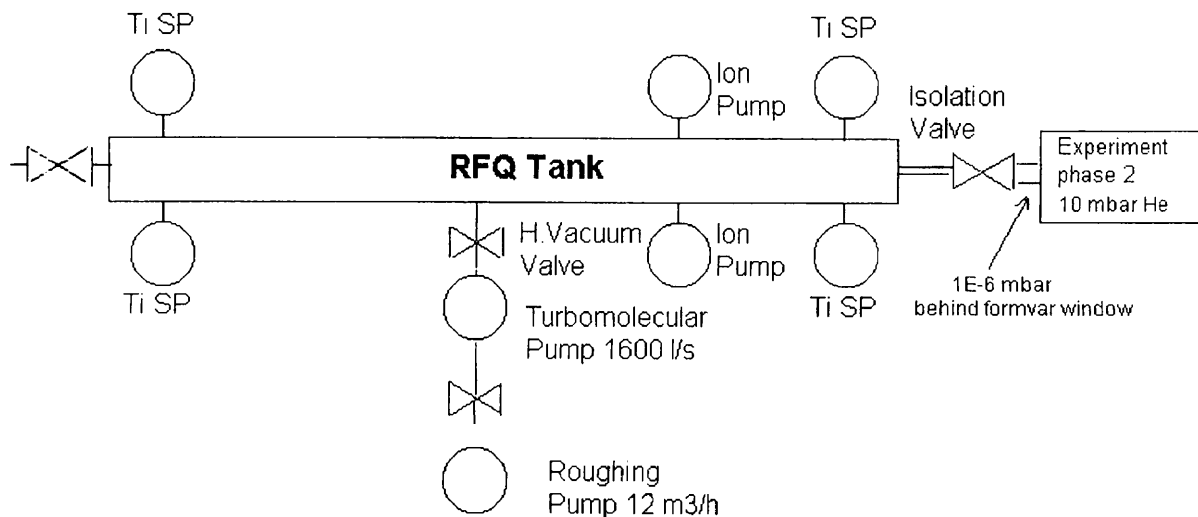 Ti SP
Ti SP
Ion
Pump
Isolation
Valve
RFQ Tank
Experiment
phase 2
10 mbar He
H.Vacuum
Valve
Ion
Pump
Ti SP
Ti SP
1E-6 mbar
behind formvar window
Turbomolecular
Pump 1600 l/s
Roughing
Pump 12 m3/h